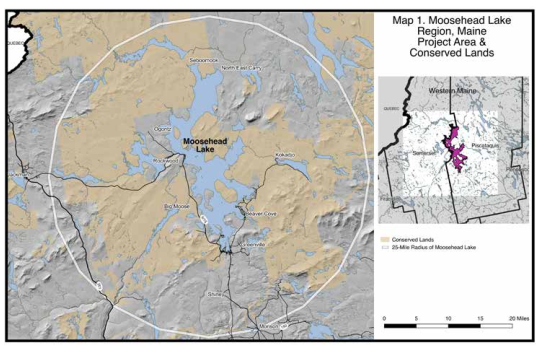 Map 1. Moosehead Lake
Region, Maine
Project Area &
Conserved Lands
QUEBEC
Seboomook
North East Carry
Ogontz
Moosehead
Lake
Rockwood
Kokadjo
Big Moose
Beaver Cove
Greenville
Shirley
Monson
Western Maine
QUEBEC
Somerset
Piscataquis
Conserved Lands
25-Mile Radius of Moosehead Lake
0 5 10 15 20 Miles